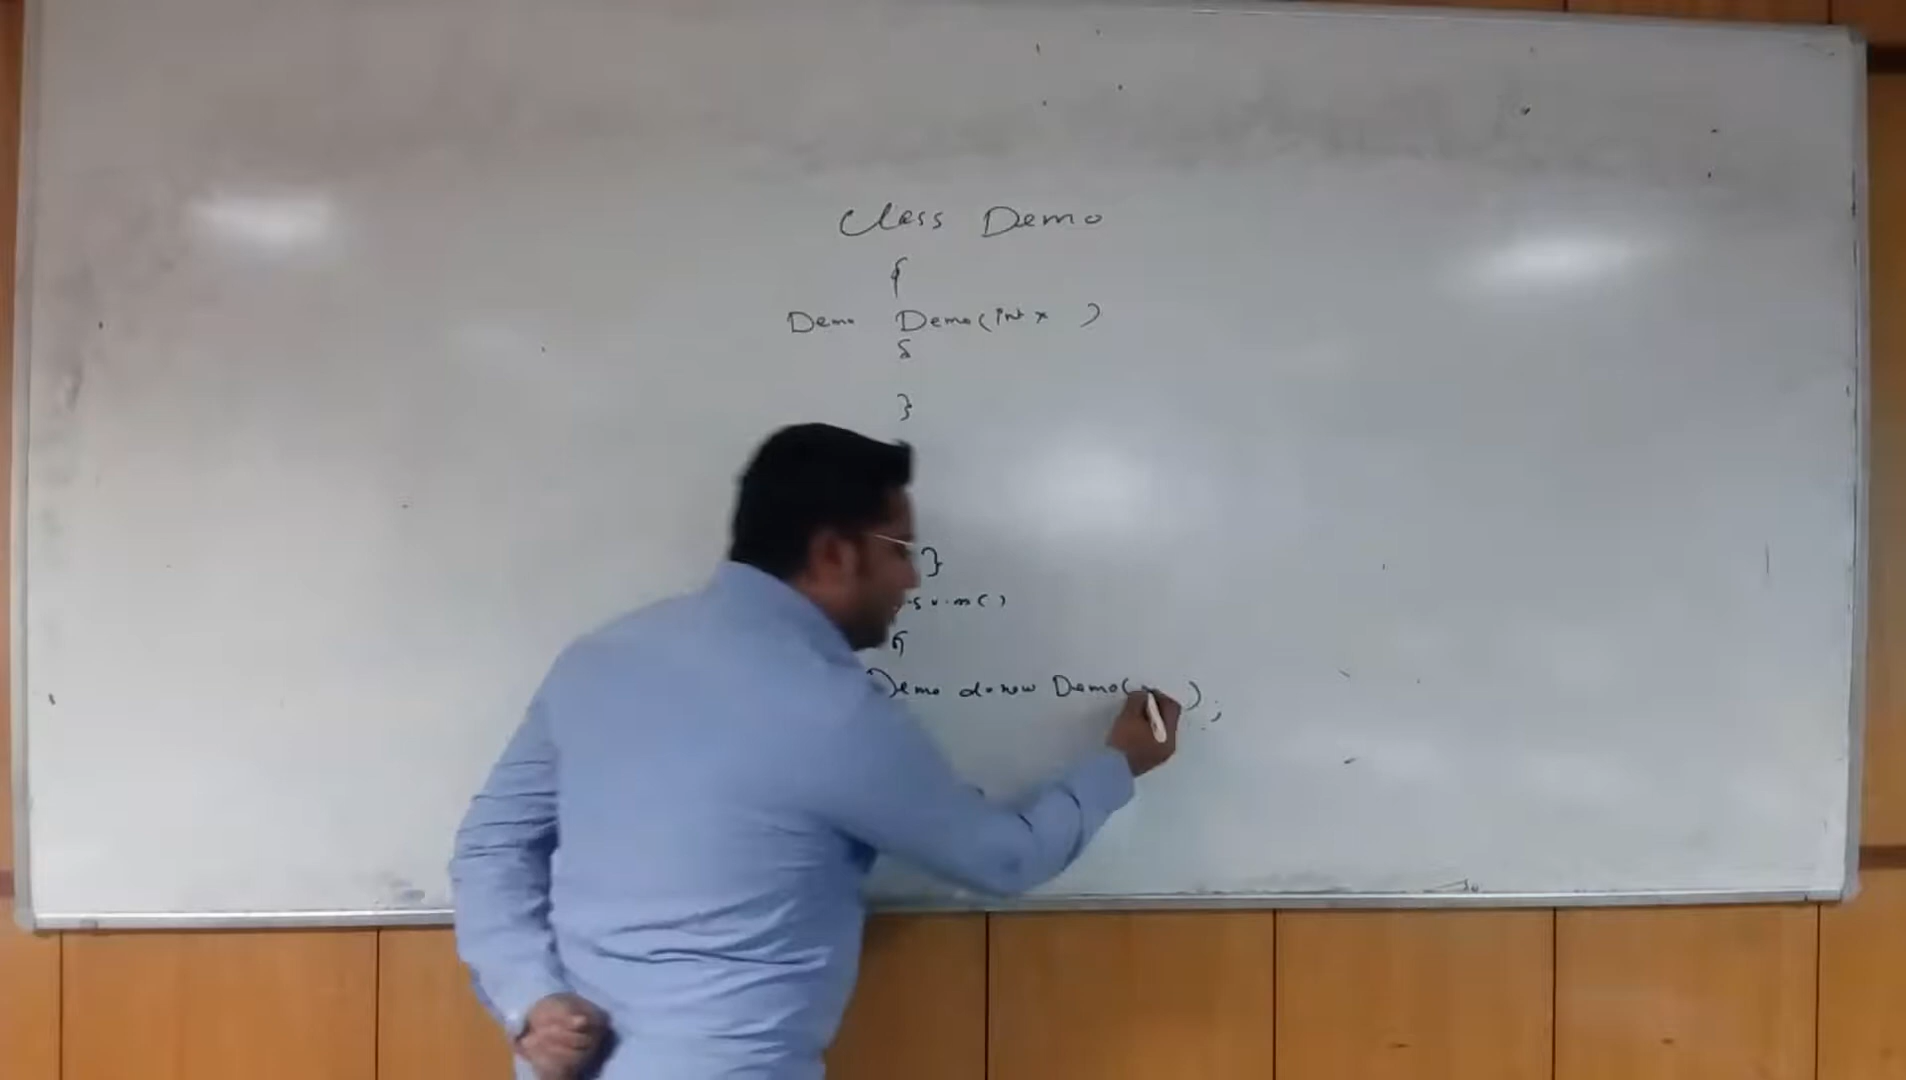 Class Demo
{
Demo Demo(int x )
{
}
}
Demo d=new Demo( );